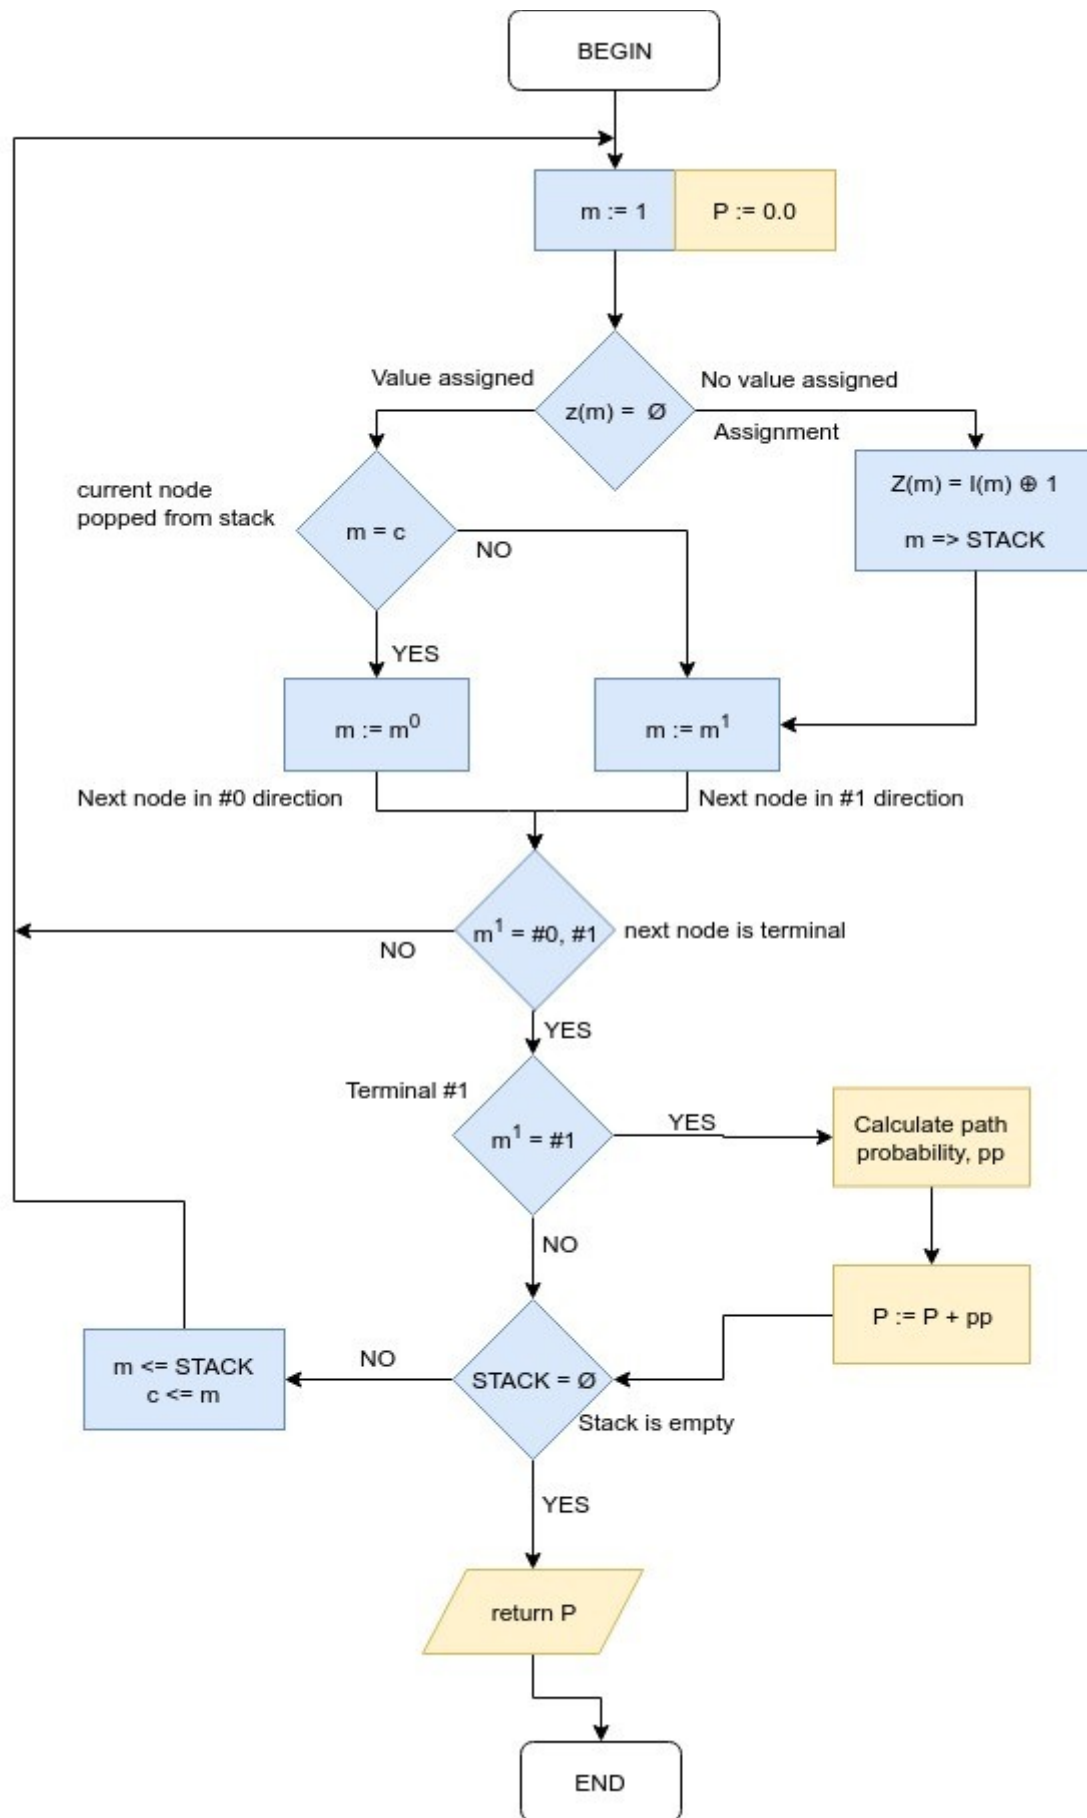 BEGIN
m := 1
P := 0.0
Value assigned
z(m) = Ø
No value assigned
Assignment
Z(m) = I(m) ⊕ 1
m => STACK
current node
popped from stack
m = c
NO
YES
m := m⁰
m := m¹
Next node in #0 direction
Next node in #1 direction
m¹ = #0, #1
next node is terminal
NO
YES
Terminal #1
m¹ = #1
YES
Calculate path
probability, pp
NO
P := P + pp
m <= STACK
c <= m
NO
STACK = Ø
Stack is empty
YES
return P
END